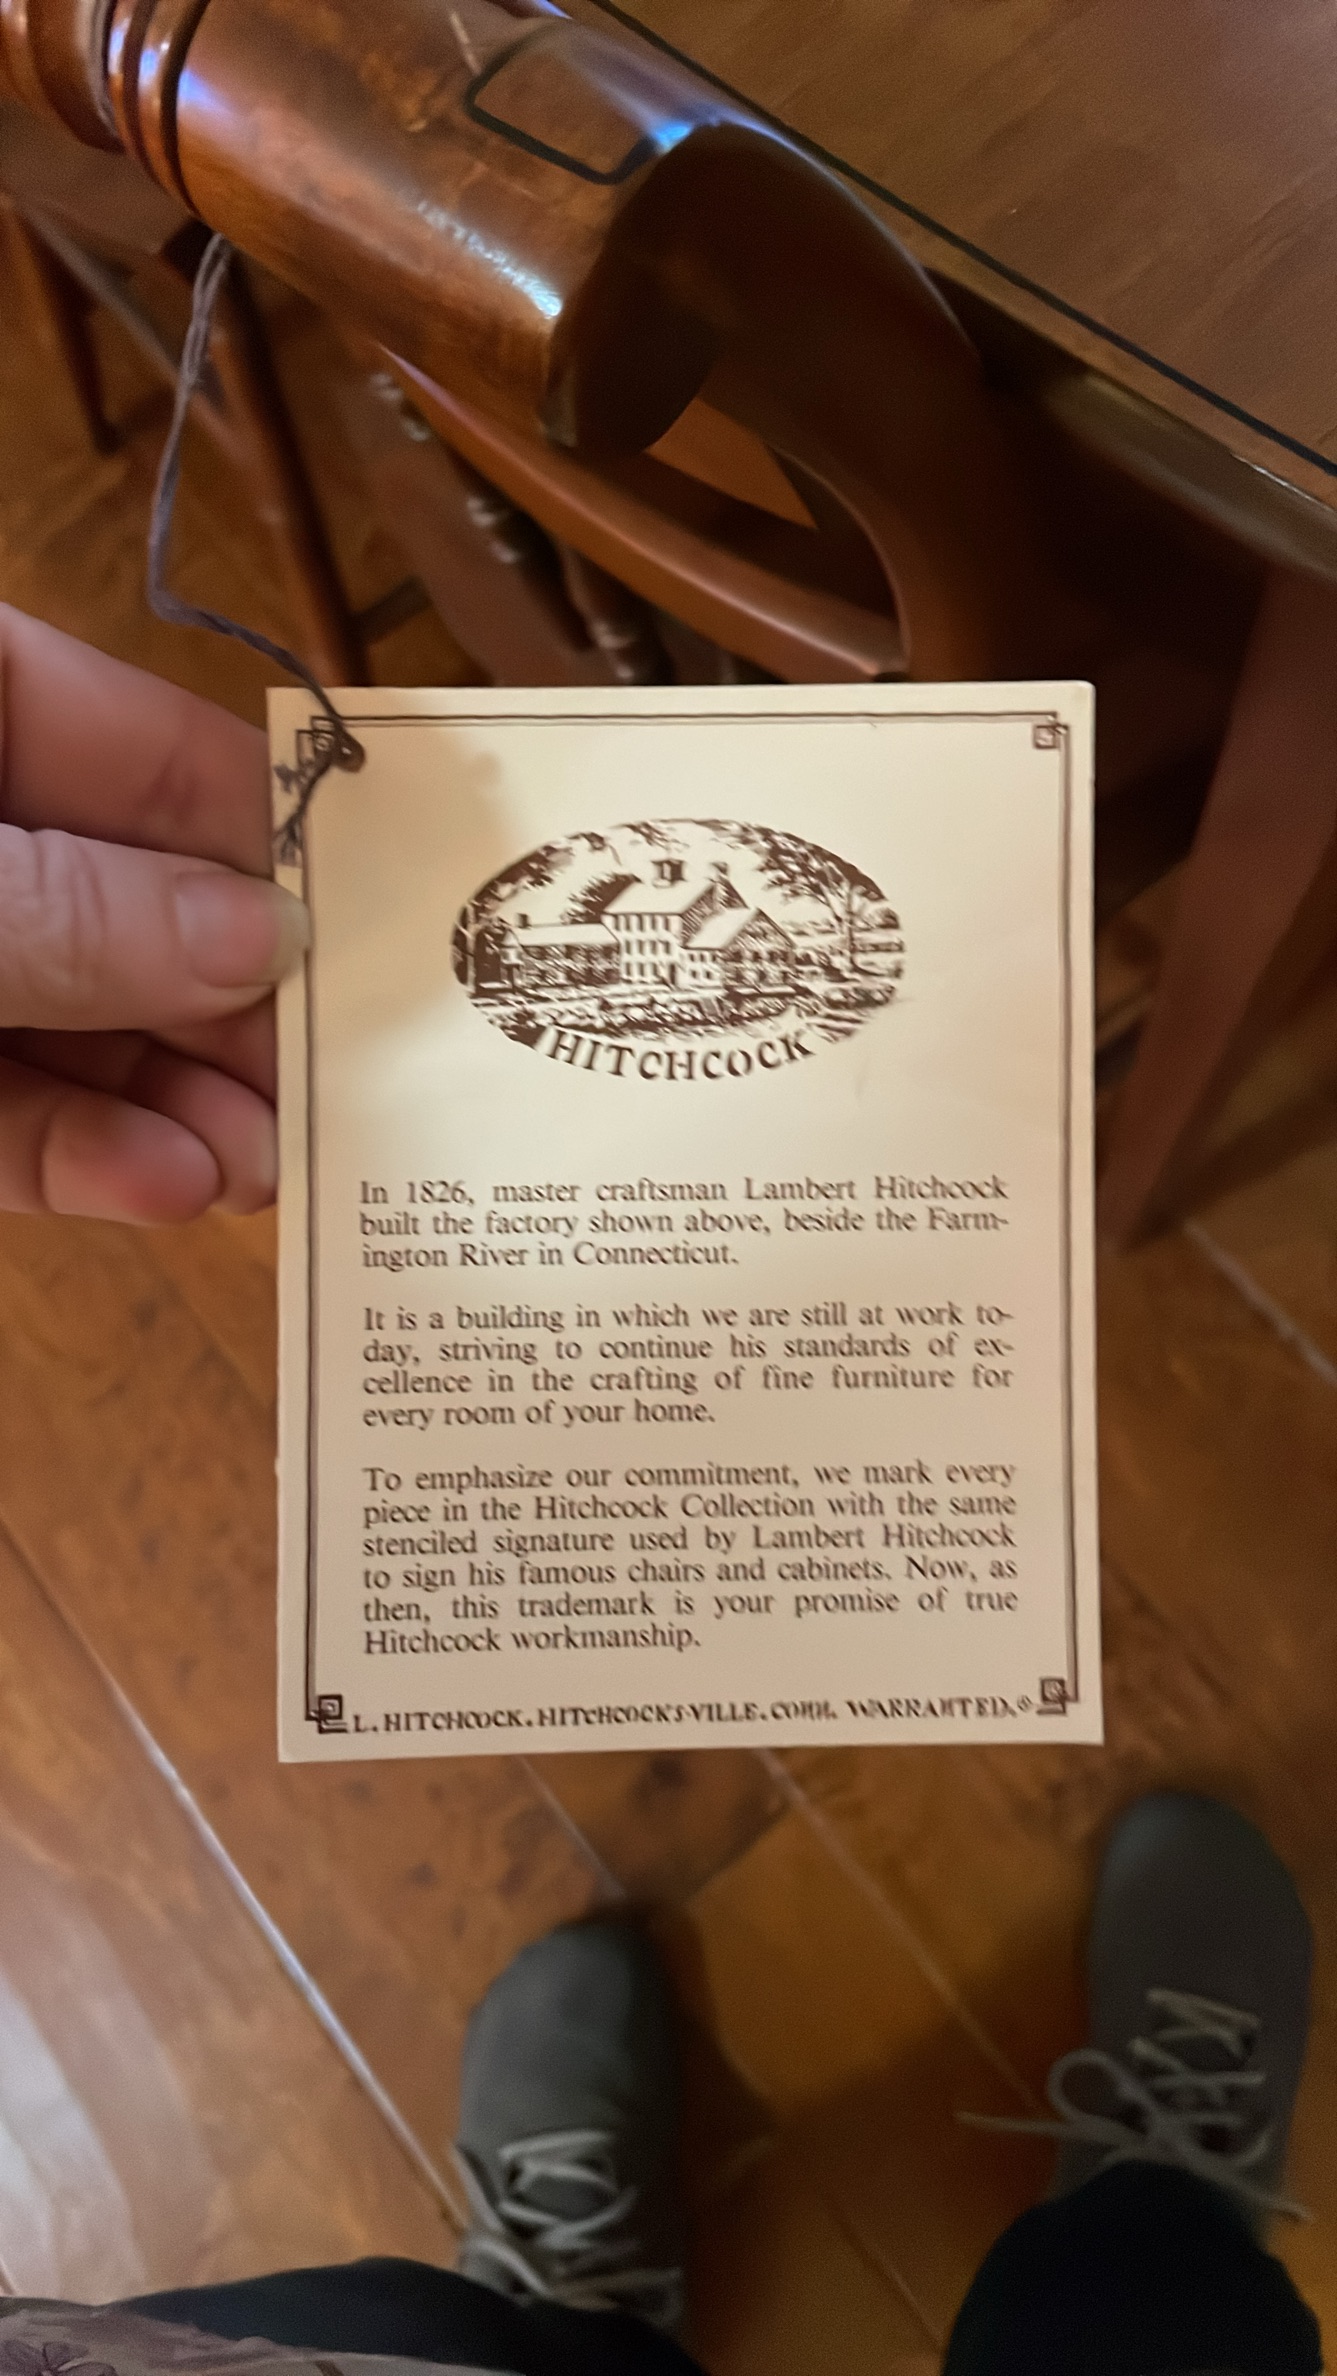 HITCHCOCK
In 1826, master craftsman Lambert Hitchcock
built the factory shown above, beside the Farm-
ington River in Connecticut.
It is a building in which we are still at work to-
day, striving to continue his standards of ex-
cellence in the crafting of fine furniture for
every room of your home.
To emphasize our commitment, we mark every
piece in the Hitchcock Collection with the same
stenciled signature used by Lambert Hitchcock
to sign his famous chairs and cabinets. Now, as
then, this trademark is your promise of true
Hitchcock workmanship.
L. HITCHCOCK. HITCHCOCKS-VILLE. CONN. WARRANTED.®